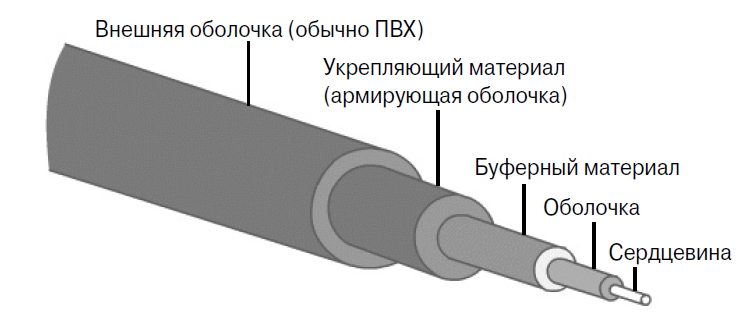 Внешняя оболочка (обычно ПВХ)
Укрепляющий материал
(армирующая оболочка)
Буферный материал
Оболочка
Сердцевина